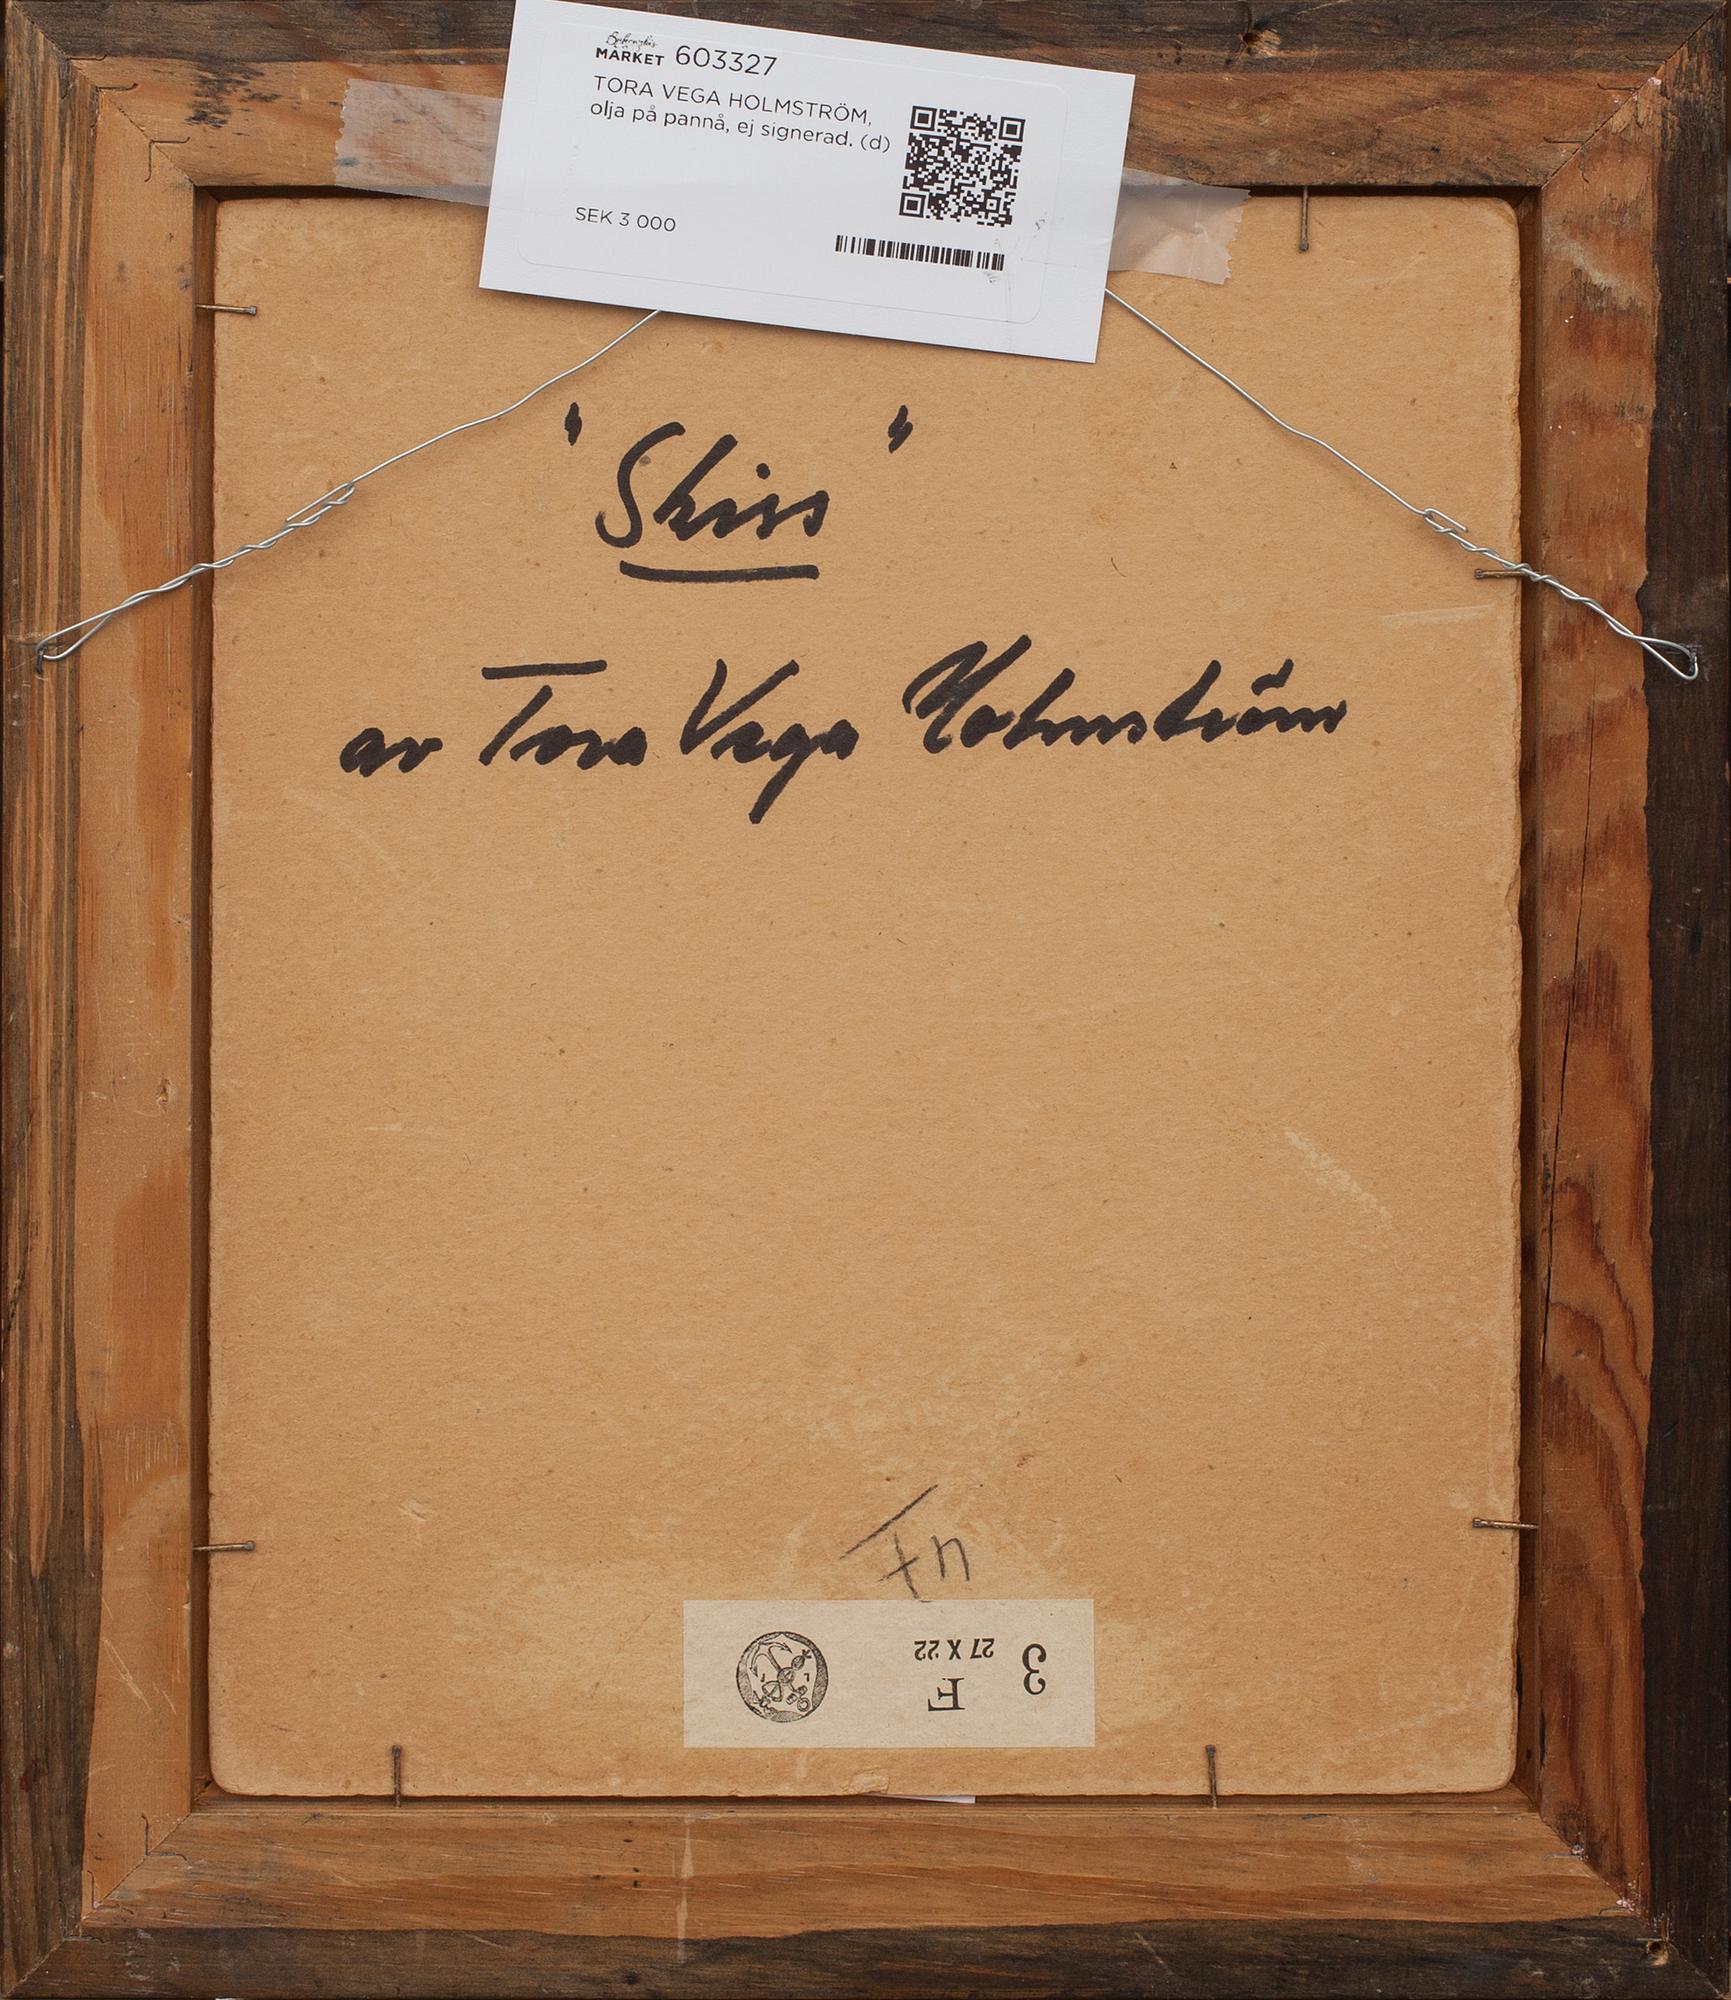 Bukowskis
MARKET 603327
TORA VEGA HOLMSTRÖM,
olja på pannå, ej signerad. (d)
SEK 3 000
"Skiss"
av Tora Vega Holmström
3
27 X 22
F